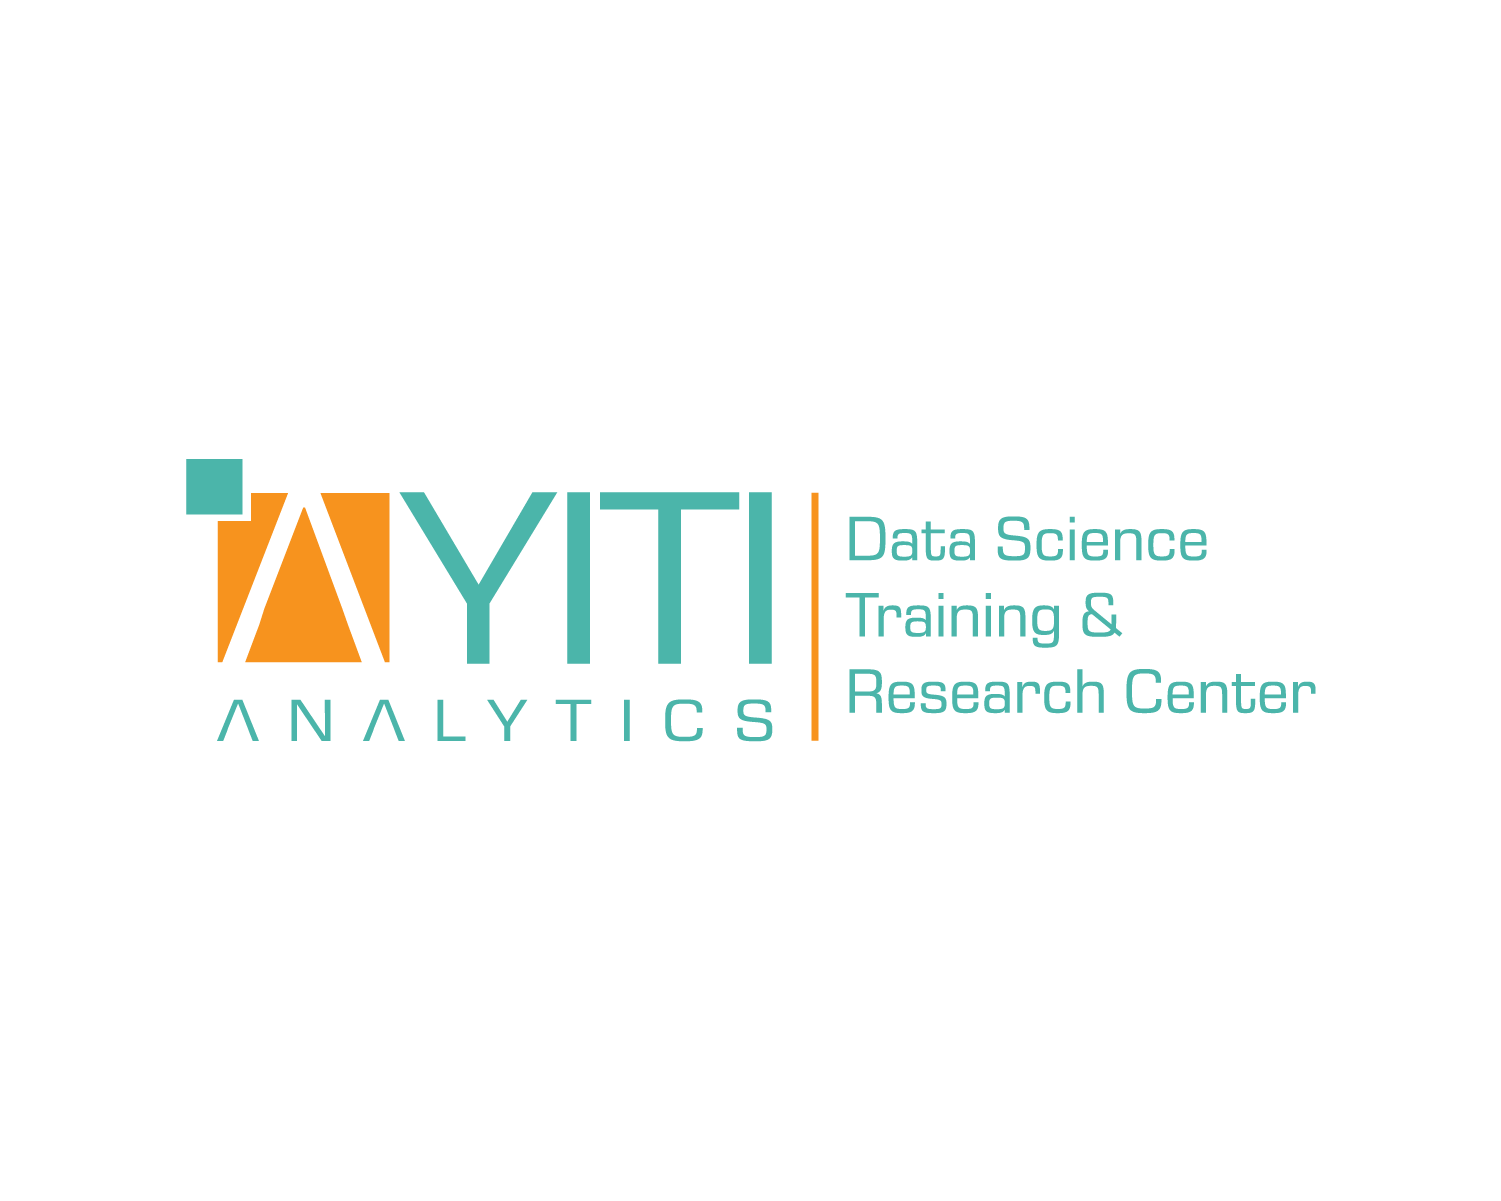 AYITI
ANALYTICS
Data Science
Training &
Research Center